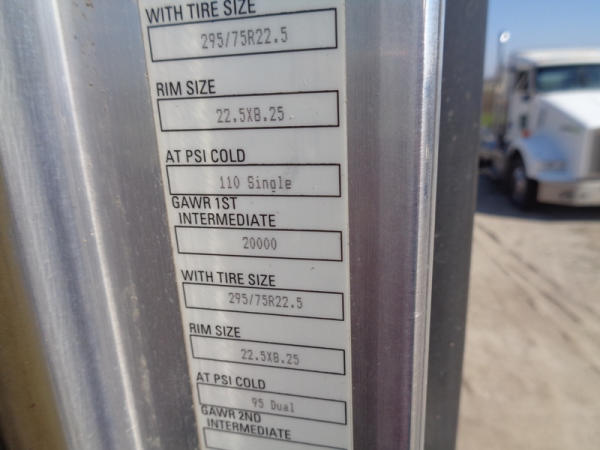 WITH TIRE SIZE
295/75R22.5
RIM SIZE
22.5X8.25
AT PSI COLD
110 Single
GAWR 1ST
INTERMEDIATE
20000
WITH TIRE SIZE
295/75R22.5
RIM SIZE
22.5X8.25
AT PSI COLD
95 Dual
GAWR 2ND
INTERMEDIATE